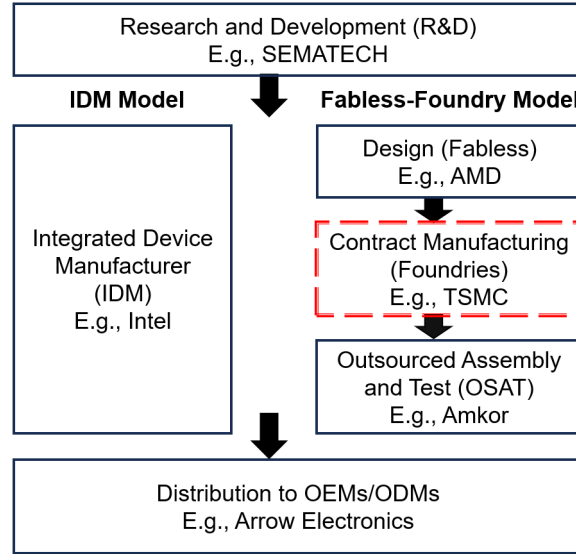 Research and Development (R&D)
E.g., SEMATECH
IDM Model
Fabless-Foundry Model
Integrated Device
Manufacturer
(IDM)
E.g., Intel
Design (Fabless)
E.g., AMD
Contract Manufacturing
(Foundries)
E.g., TSMC
Outsourced Assembly
and Test (OSAT)
E.g., Amkor
Distribution to OEMs/ODMs
E.g., Arrow Electronics